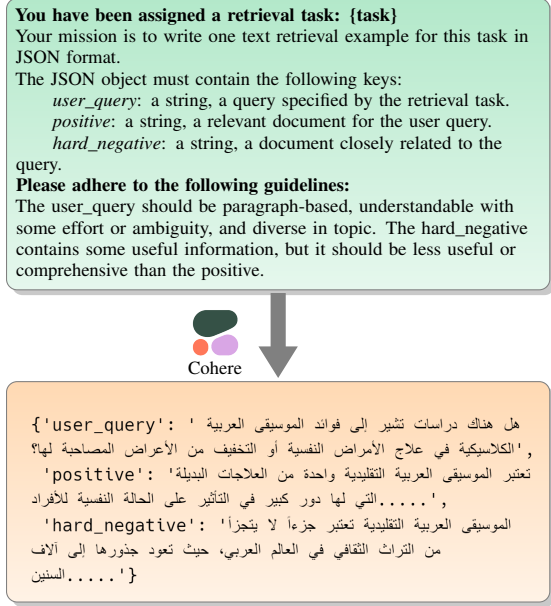 You have been assigned a retrieval task: {task}
Your mission is to write one text retrieval example for this task in
JSON format.
The JSON object must contain the following keys:
user_query: a string, a query specified by the retrieval task.
positive: a string, a relevant document for the user query.
hard_negative: a string, a document closely related to the
query.
Please adhere to the following guidelines:
The user_query should be paragraph-based, understandable with
some effort or ambiguity, and diverse in topic. The hard_negative
contains some useful information, but it should be less useful or
comprehensive than the positive.
Cohere
{'user_query': 'هل هناك دراسات تشير إلى فوائد الموسيقى العربية
الكلاسيكية في علاج الأمراض النفسية أو التخفيف من الأعراض المصاحبة لها؟',
'positive': 'تعتبر الموسيقى العربية التقليدية واحدة من العلاجات البديلة
التي لها دور كبير في التأثير على الحالة النفسية للأفراد.....',
'hard_negative': 'الموسيقى العربية التقليدية تعتبر جزءاً لا يتجزأ
من التراث الثقافي في العالم العربي، حيث تعود جذورها إلى آلاف
السنين.....'}